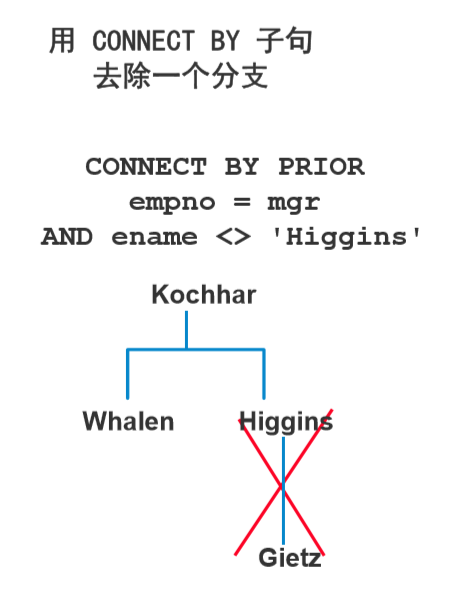 用 CONNECT BY 子句
去除一个分支
CONNECT BY PRIOR
empno = mgr
AND ename <> 'Higgins'
Kochhar
Whalen Higgins
Gietz